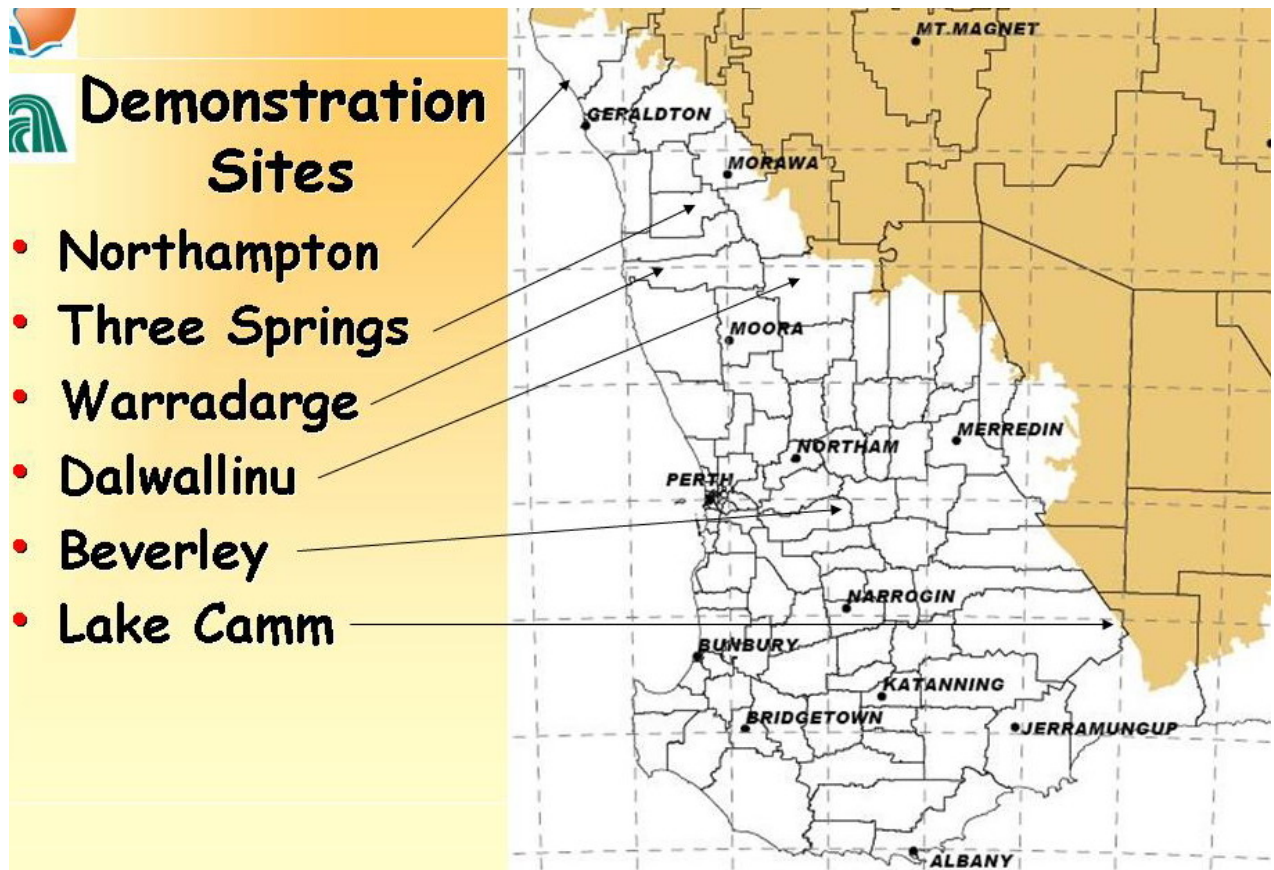 Demonstration
Sites
• Northampton
• Three Springs
• Warradarge
• Dalwallinu
• Beverley
• Lake Camm
MT.MAGNET
GERALDTON
MORAWA
MOORA
MERREDIN
NORTHAM
PERTH
NARROGIN
BUNBURY
KATANNING
BRIDGETOWN
JERRAMUNGUP
ALBANY